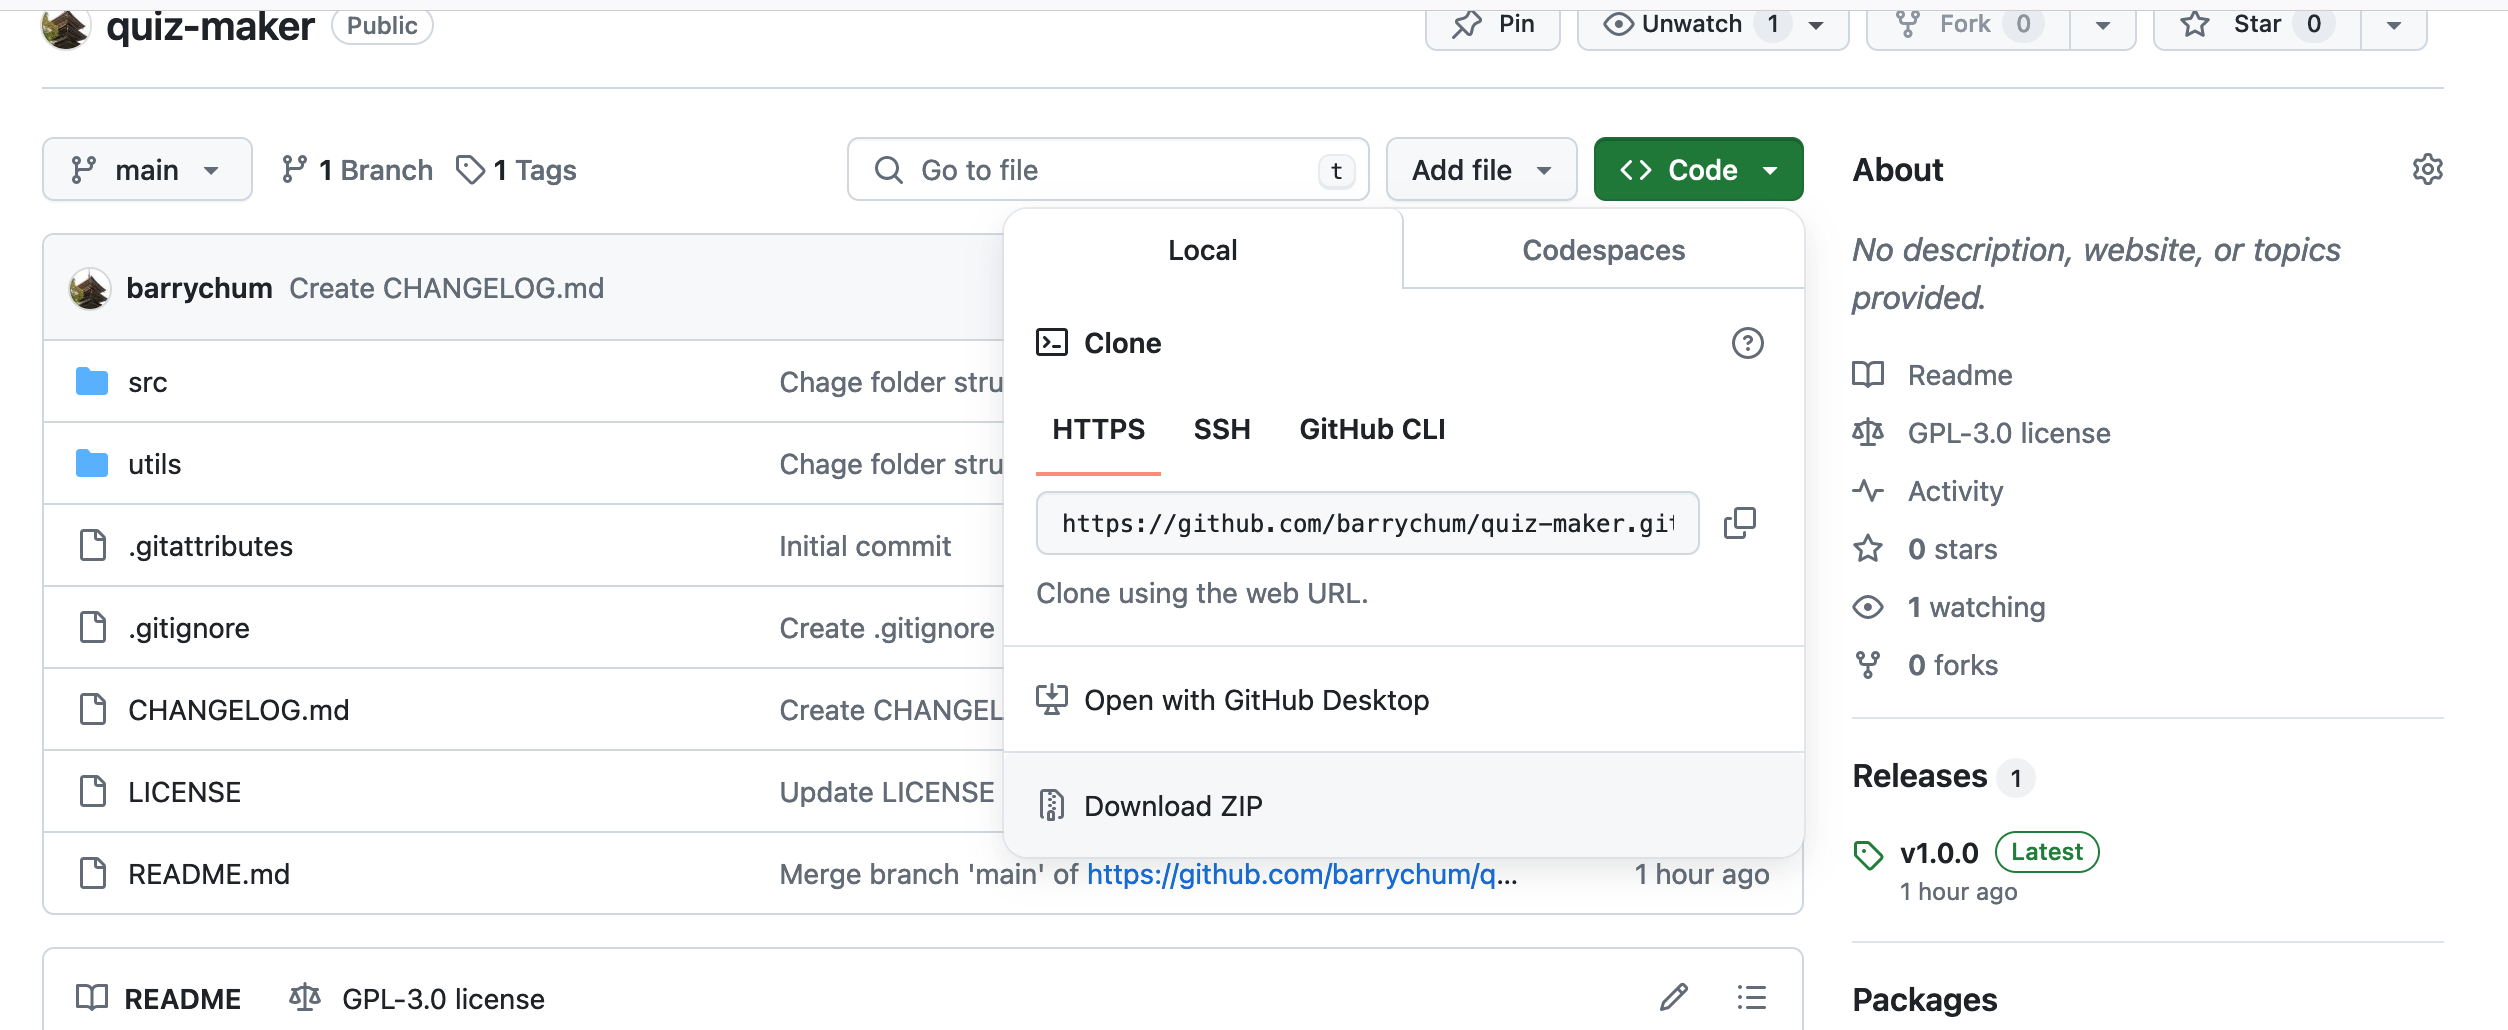 quiz-maker Public
Pin
Unwatch 1
Fork 0
Star 0
main
1 Branch
1 Tags
Go to file t
Add file
Code
barrychum Create CHANGELOG.md
src Chage folder stru
utils Chage folder stru
.gitattributes Initial commit
.gitignore Create .gitignore
CHANGELOG.md Create CHANGEL
LICENSE Update LICENSE
README.md Merge branch 'main' of https://github.com/barrychum/q... 1 hour ago
Local Codespaces
Clone
HTTPS SSH GitHub CLI
https://github.com/barrychum/quiz-maker.git
Clone using the web URL.
Open with GitHub Desktop
Download ZIP
README GPL-3.0 license
About
No description, website, or topics
provided.
Readme
GPL-3.0 license
Activity
0 stars
1 watching
0 forks
Releases 1
v1.0.0 Latest
1 hour ago
Packages